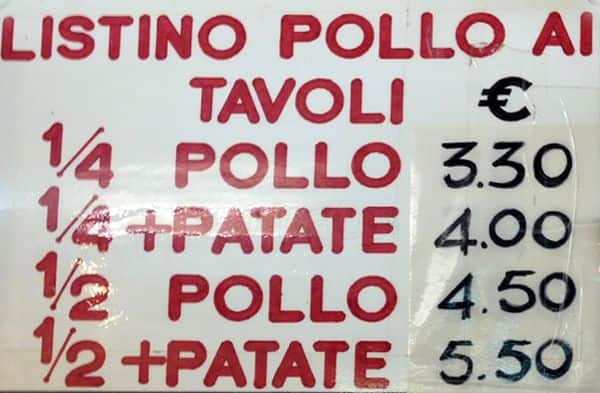 LISTINO POLLO AI
TAVOLI €
1/4 POLLO 3.30
1/4 +PATATE 4.00
1/2 POLLO 4.50
1/2 +PATATE 5.50